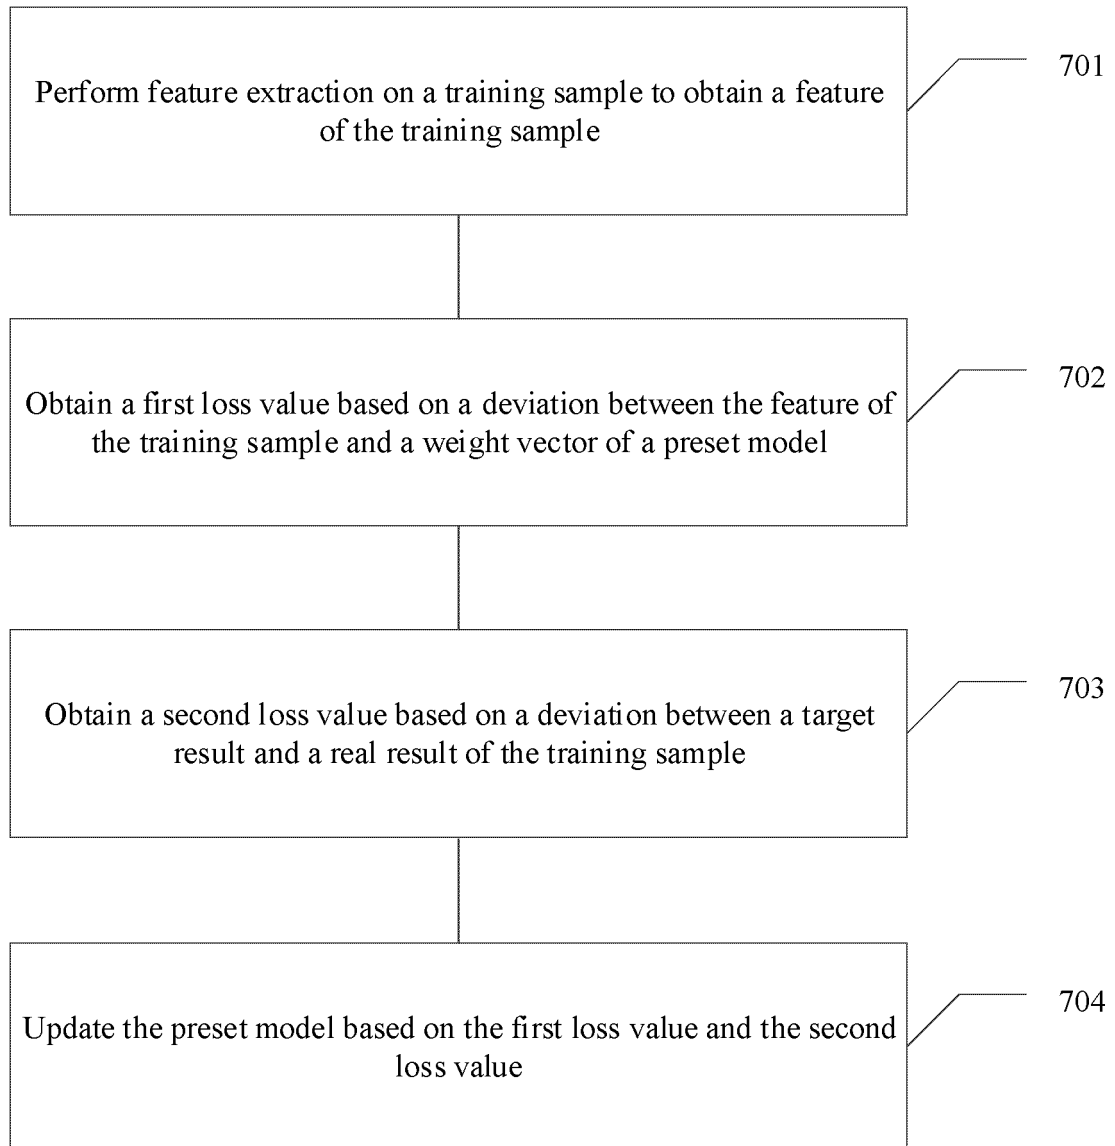 Perform feature extraction on a training sample to obtain a feature
of the training sample
701
Obtain a first loss value based on a deviation between the feature of
the training sample and a weight vector of a preset model
702
Obtain a second loss value based on a deviation between a target
result and a real result of the training sample
703
Update the preset model based on the first loss value and the second
loss value
704